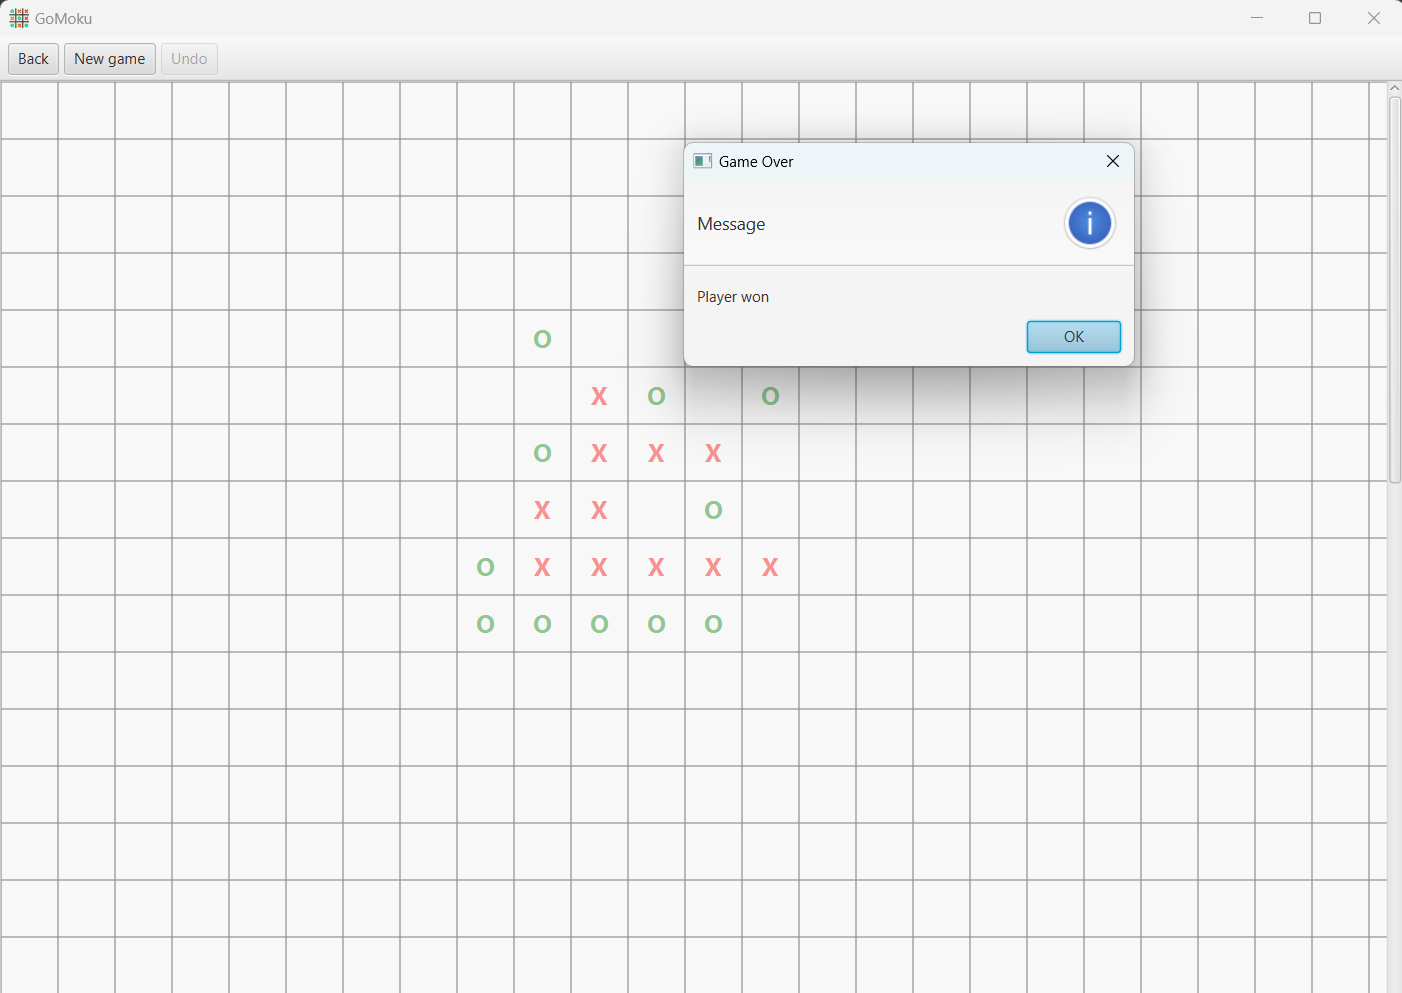 GoMoku
Back New game Undo
Game Over
Message
i
Player won
OK
O
X O O
O X X X
X X O
O X X X X X
O O O O O